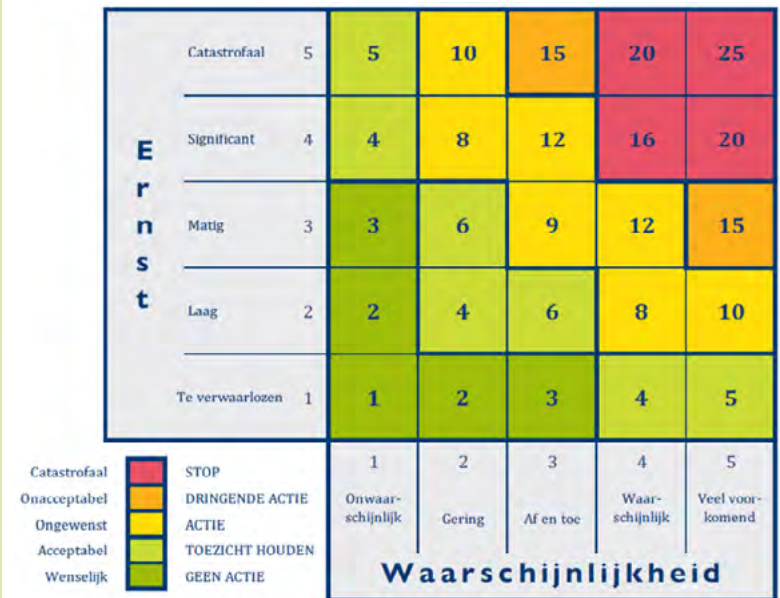 Ernst
Catastrofaal 5 5 10 15 20 25
Significant 4 4 8 12 16 20
Matig 3 3 6 9 12 15
Laag 2 2 4 6 8 10
Te verwaarlozen 1 1 2 3 4 5
1 2 3 4 5
Onwaar-
schijnlijk
Gering
Af en toe
Waar-
schijnlijk
Veel voor-
komend
Waarschijnlijkheid
Catastrofaal STOP
Onacceptabel DRINGENDE ACTIE
Ongewenst ACTIE
Acceptabel TOEZICHT HOUDEN
Wenselijk GEEN ACTIE